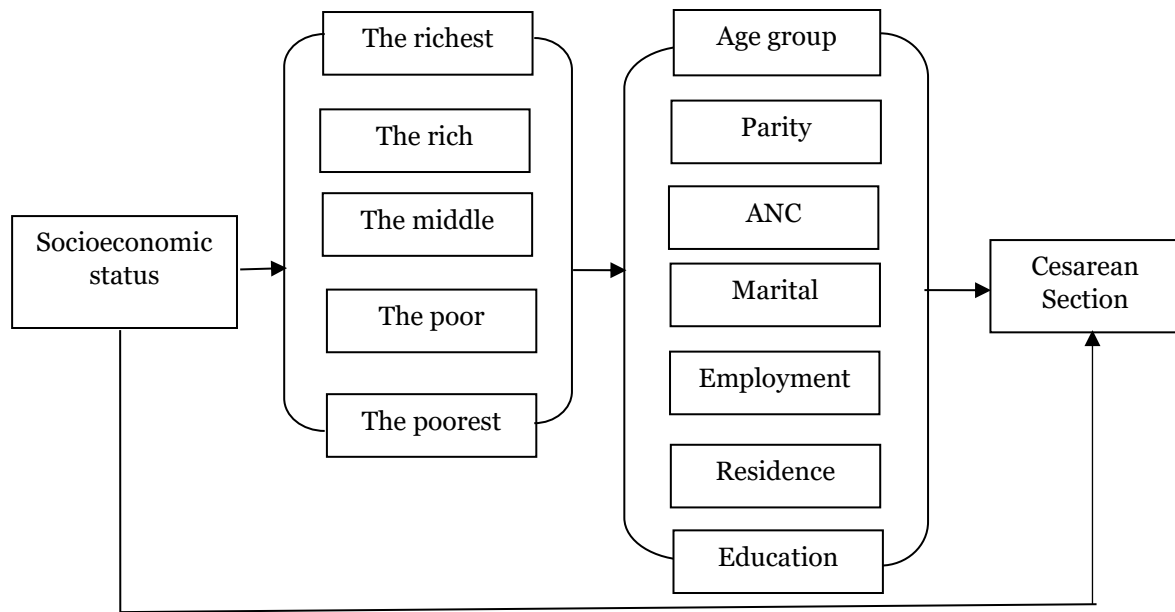 Socioeconomic
status
The richest
The rich
The middle
The poor
The poorest
Age group
Parity
ANC
Marital
Employment
Residence
Education
Cesarean
Section